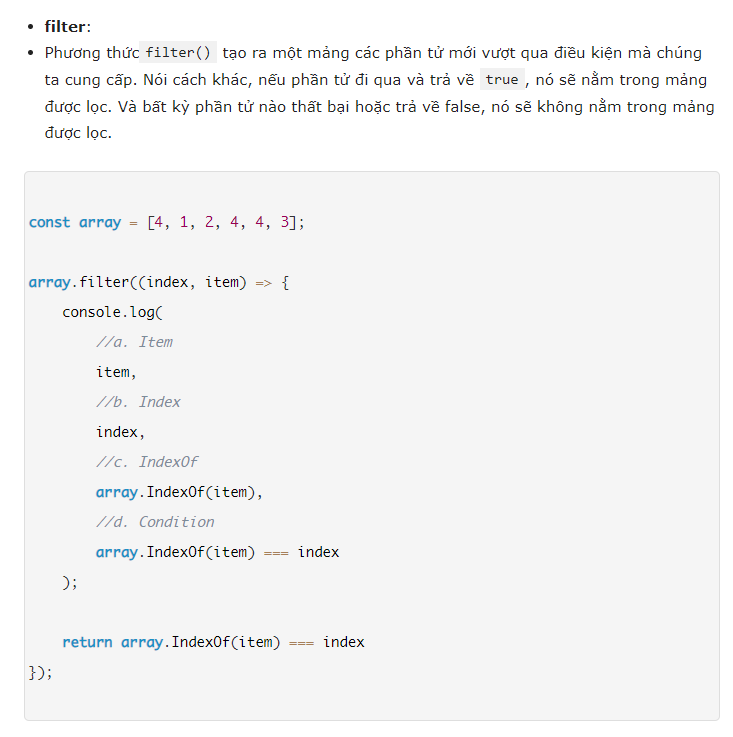 filter:
Phương thức filter() tạo ra một mảng các phần tử mới vượt qua điều kiện mà chúng
ta cung cấp. Nói cách khác, nếu phần tử đi qua và trả về true , nó sẽ nằm trong mảng
được lọc. Và bất kỳ phần tử nào thất bại hoặc trả về false, nó sẽ không nằm trong mảng
được lọc.
const array = [4, 1, 2, 4, 4, 3];
array.filter((index, item) => {
console.log(
//a. Item
item,
//b. Index
index,
//c. IndexOf
array.IndexOf(item),
//d. Condition
array.IndexOf(item) === index
);
return array.IndexOf(item) === index
});